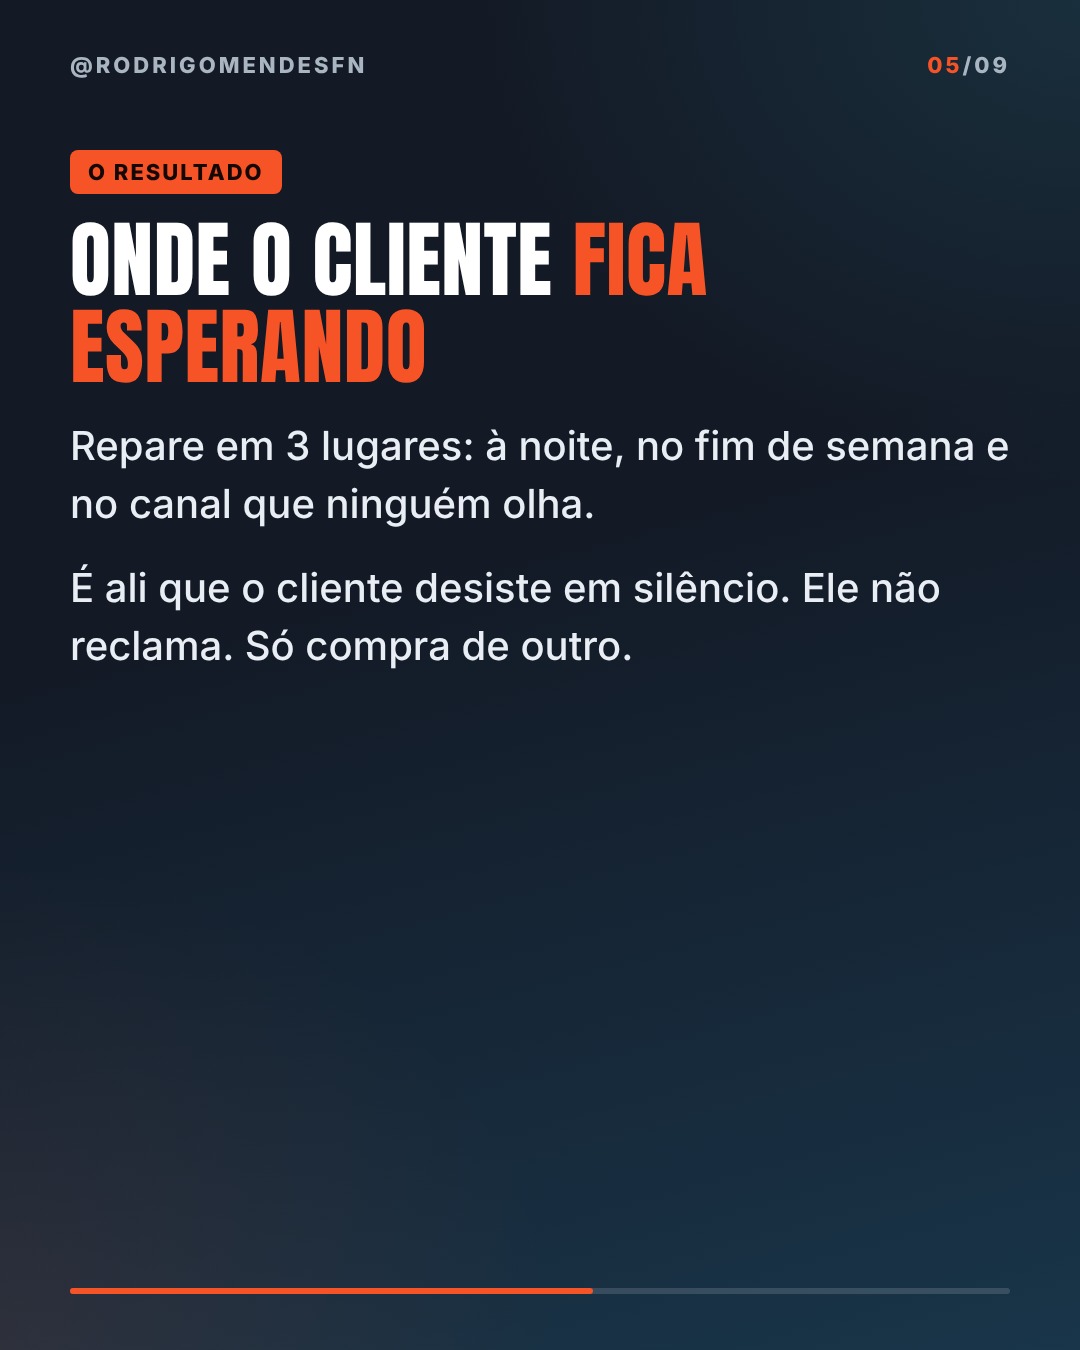 @RODRIGOMENDESFN
05/09
O RESULTADO
ONDE O CLIENTE FICA
ESPERANDO
Repare em 3 lugares: à noite, no fim de semana e
no canal que ninguém olha.
É ali que o cliente desiste em silêncio. Ele não
reclama. Só compra de outro.